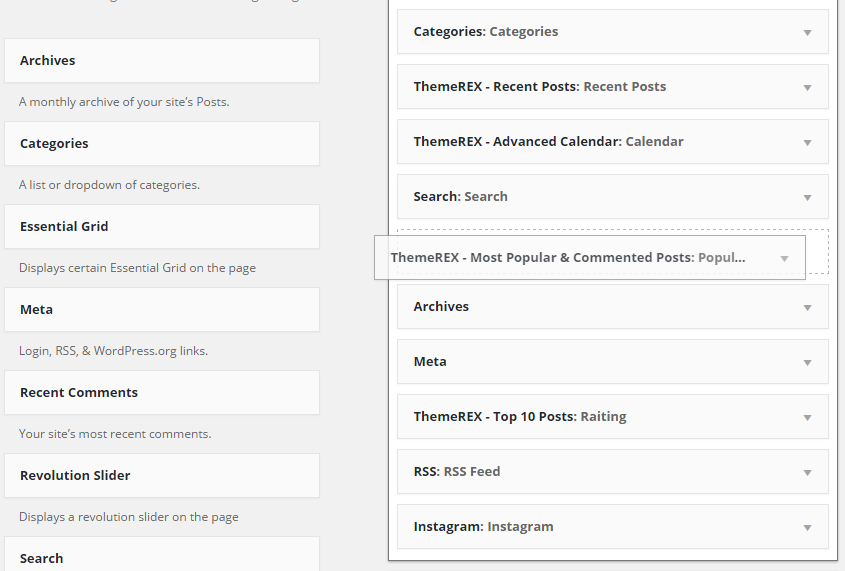 Archives
A monthly archive of your site's Posts.
Categories
A list or dropdown of categories.
Essential Grid
Displays certain Essential Grid on the page
Meta
Login, RSS, & WordPress.org links.
Recent Comments
Your site's most recent comments.
Revolution Slider
Displays a revolution slider on the page
Search
Categories: Categories
ThemeREX - Recent Posts: Recent Posts
ThemeREX - Advanced Calendar: Calendar
Search: Search
ThemeREX - Most Popular & Commented Posts: Popul...
Archives
Meta
ThemeREX - Top 10 Posts: Raiting
RSS: RSS Feed
Instagram: Instagram